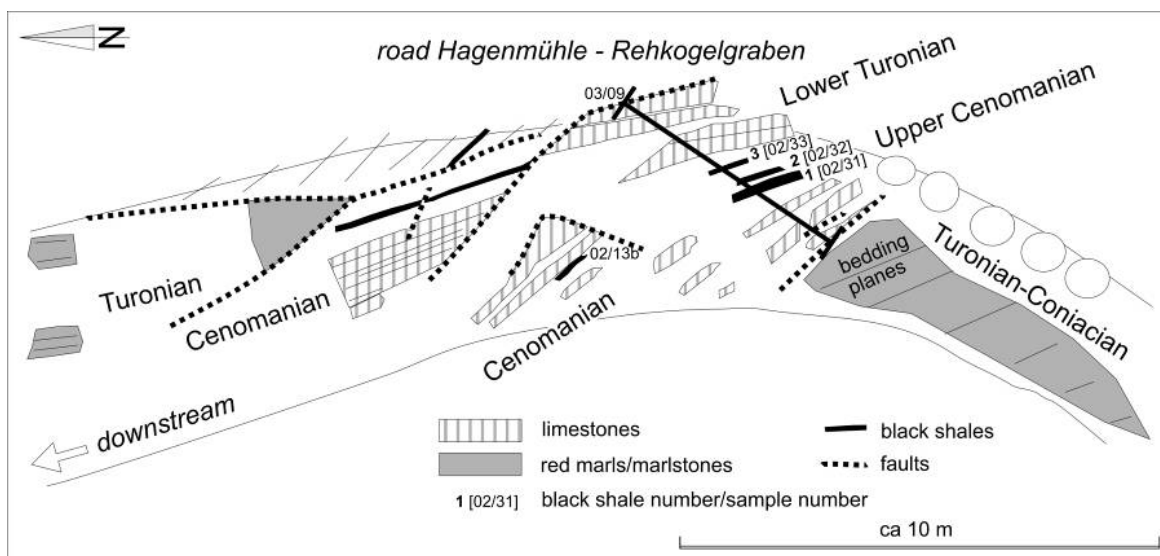 N
road Hagenmühle - Rehkogelgraben
03/09
Lower Turonian
Upper Cenomanian
3 [02/33]
2 [02/32]
1 [02/31]
02/13b
bedding
planes
Turonian-Coniacian
Turonian
Cenomanian
Cenomanian
downstream
limestones
black shales
red marls/marlstones
faults
1 [02/31] black shale number/sample number
ca 10 m